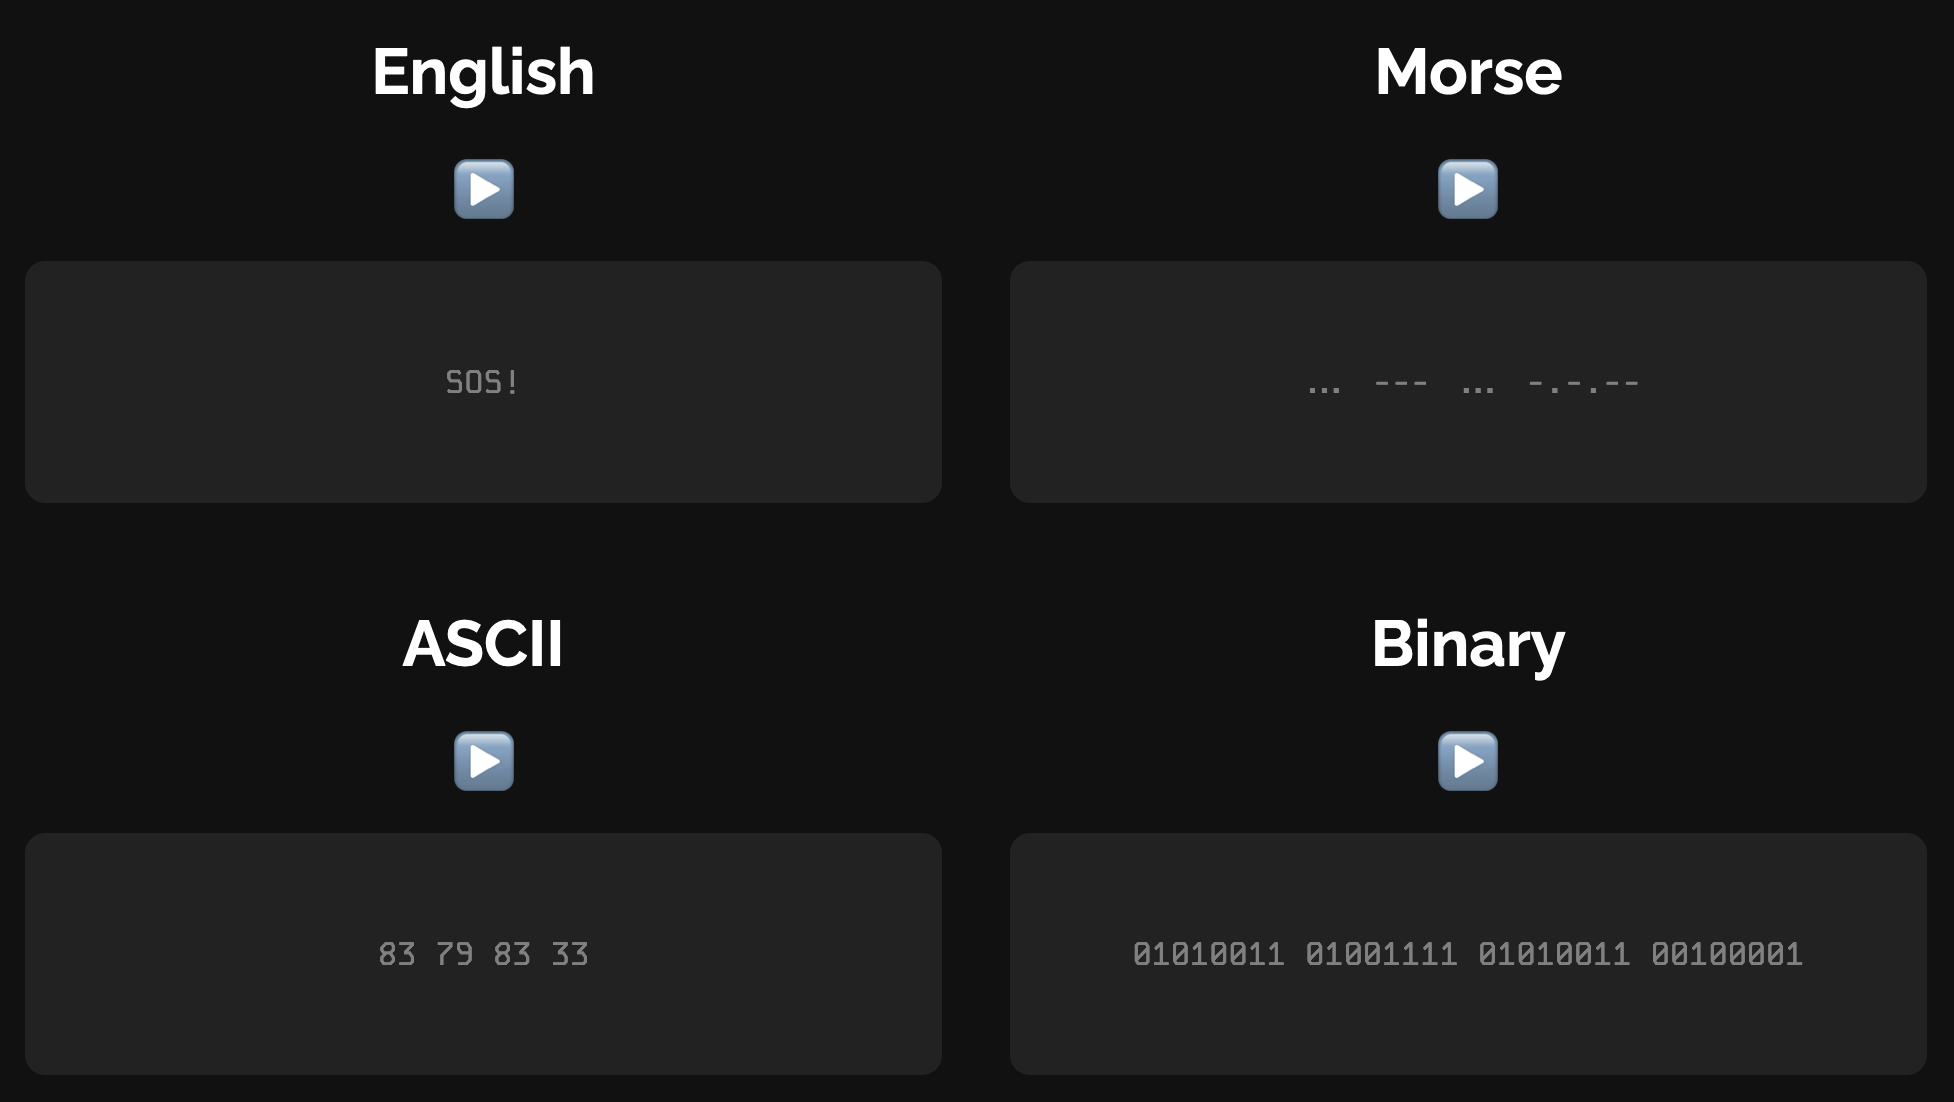 English
Morse
SOS!
... --- ... -.-.--
ASCII
Binary
83 79 83 33
01010011 01001111 01010011 00100001